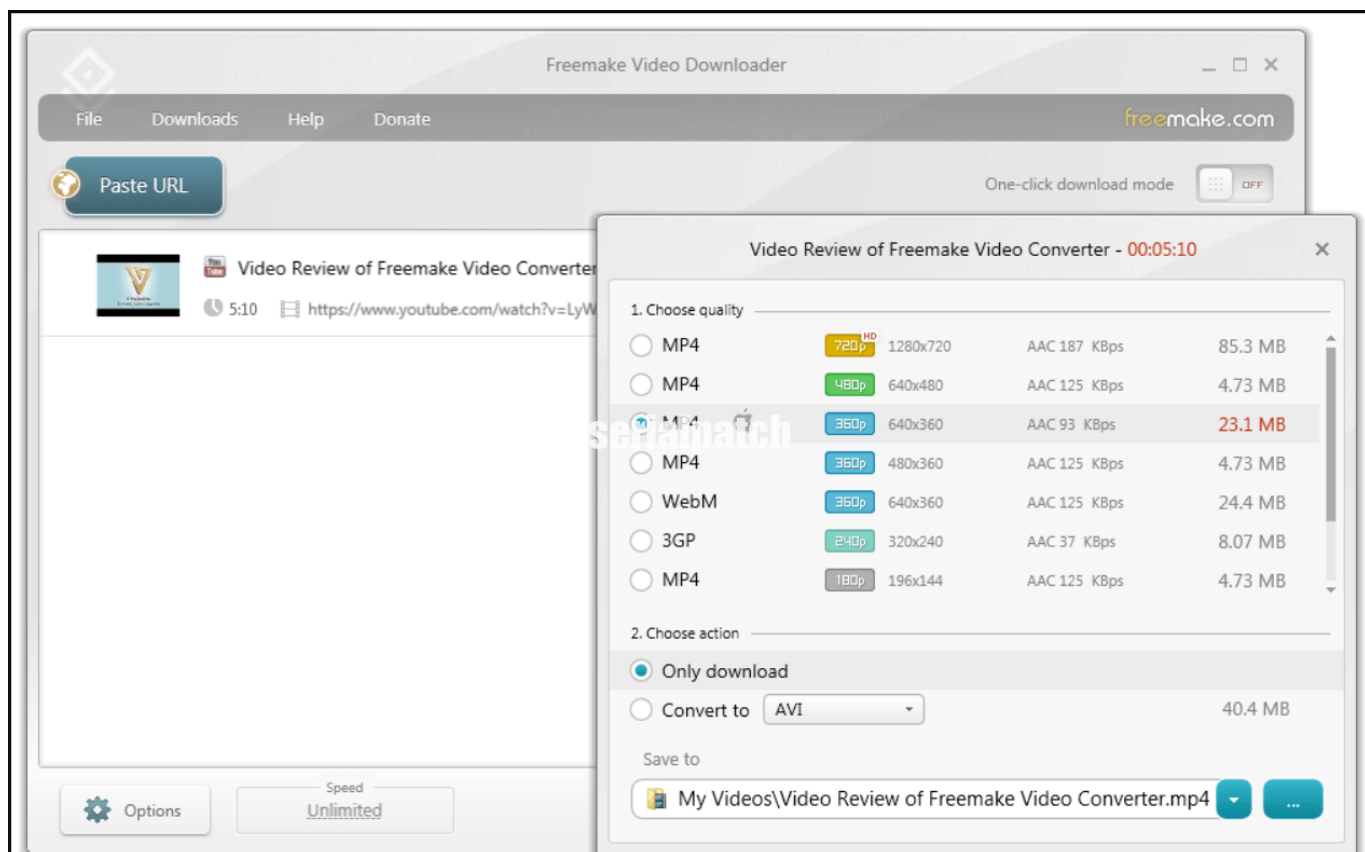 Freemake Video Downloader
File Downloads Help Donate
freemake.com
Paste URL
One-click download mode OFF
You Tube Video Review of Freemake Video Converter
5:10 https://www.youtube.com/watch?v=LyW
Video Review of Freemake Video Converter - 00:05:10
1. Choose quality
MP4 720p HD 1280x720 AAC 187 KBps 85.3 MB
MP4 480p 640x480 AAC 125 KBps 4.73 MB
MP4 360p 640x360 AAC 93 KBps 23.1 MB
serialpatch
MP4 360p 480x360 AAC 125 KBps 4.73 MB
WebM 360p 640x360 AAC 125 KBps 24.4 MB
3GP 240p 320x240 AAC 37 KBps 8.07 MB
MP4 180p 196x144 AAC 125 KBps 4.73 MB
2. Choose action
Only download
Convert to AVI 40.4 MB
Save to
My Videos\Video Review of Freemake Video Converter.mp4 ...
Options
Speed
Unlimited